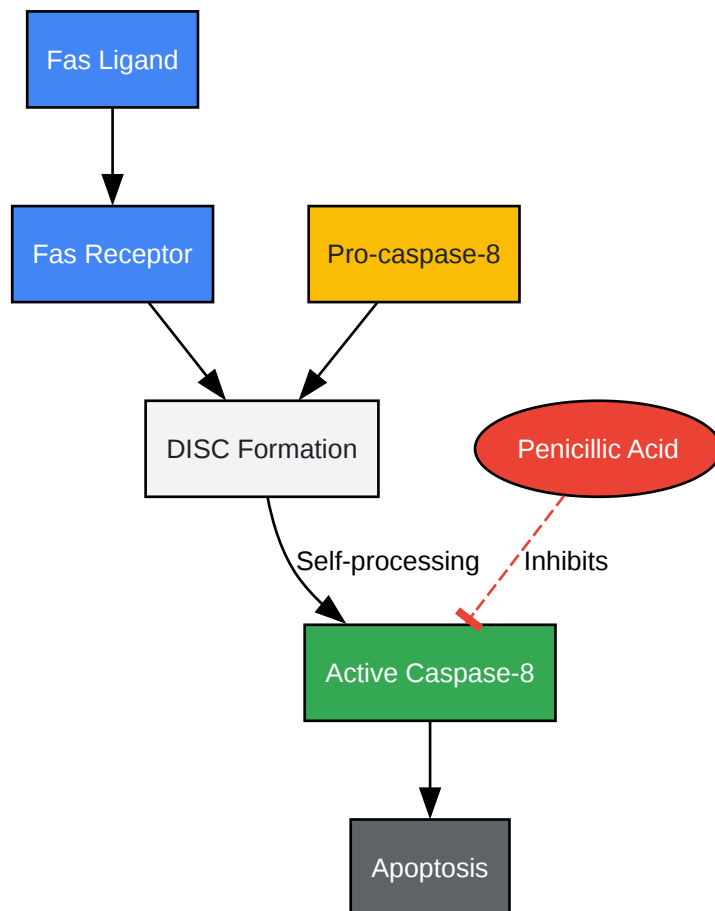 Fas Ligand
Fas Receptor
Pro-caspase-8
DISC Formation
Penicillic Acid
Self-processing
Inhibits
Active Caspase-8
Apoptosis